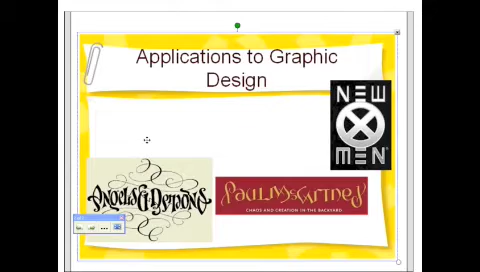 Applications to Graphic
Design
NEW
X
MEN
Angels & Demons
PAUL McCARTNEY
CHAOS AND CREATION IN THE BACKYARD